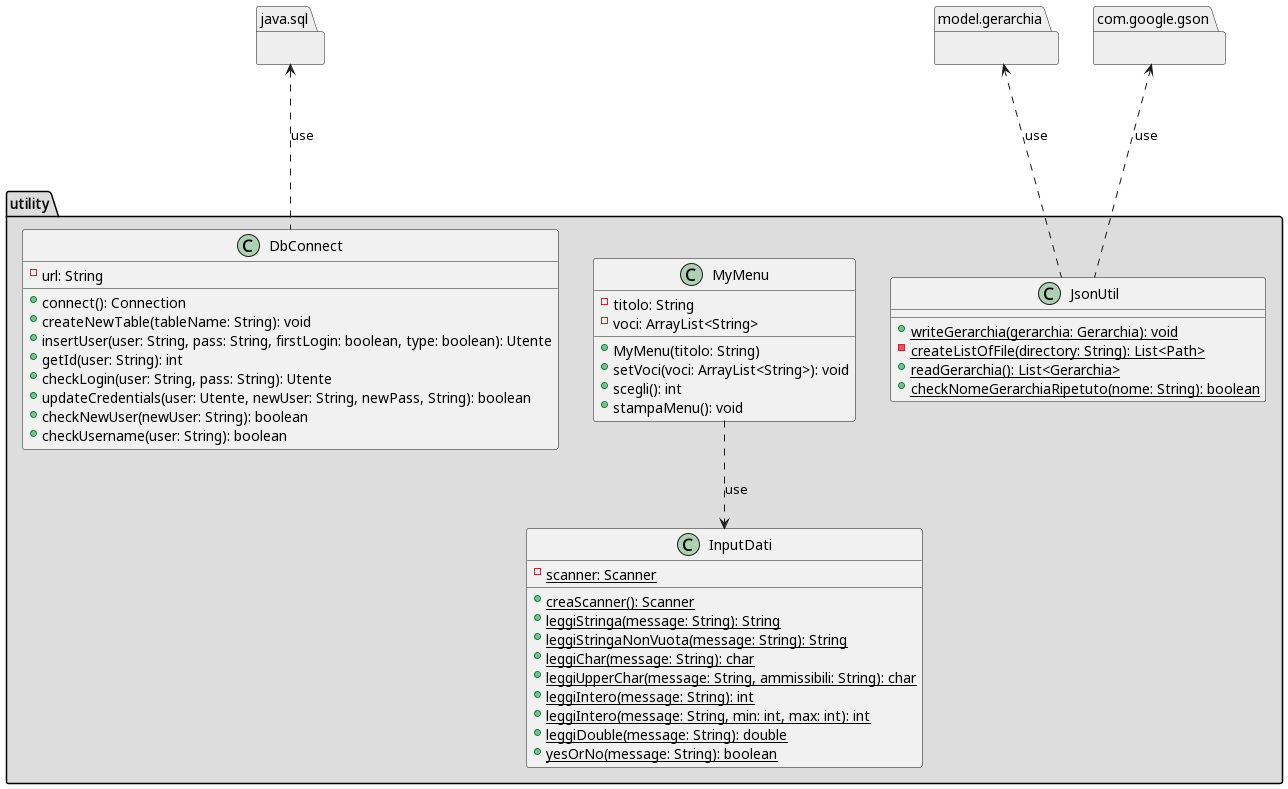 java.sql
model.gerarchia
com.google.gson
use
use
use
utility
C DbConnect
url: String
connect(): Connection
createNewTable(tableName: String): void
insertUser(user: String, pass: String, firstLogin: boolean, type: boolean): Utente
getId(user: String): int
checkLogin(user: String, pass: String): Utente
updateCredentials(user: Utente, newUser: String, newPass, String): boolean
checkNewUser(newUser: String): boolean
checkUsername(user: String): boolean
C MyMenu
titolo: String
voci: ArrayList<String>
MyMenu(titolo: String)
setVoci(voci: ArrayList<String>): void
scegli(): int
stampaMenu(): void
C JsonUtil
writeGerarchia(gerarchia: Gerarchia): void
createListOfFile(directory: String): List<Path>
readGerarchia(): List<Gerarchia>
checkNomeGerarchiaRipetuto(nome: String): boolean
use
C InputDati
scanner: Scanner
creaScanner(): Scanner
leggiStringa(message: String): String
leggiStringaNonVuota(message: String): String
leggiChar(message: String): char
leggiUpperChar(message: String, ammissibili: String): char
leggiIntero(message: String): int
leggiIntero(message: String, min: int, max: int): int
leggiDouble(message: String): double
yesOrNo(message: String): boolean